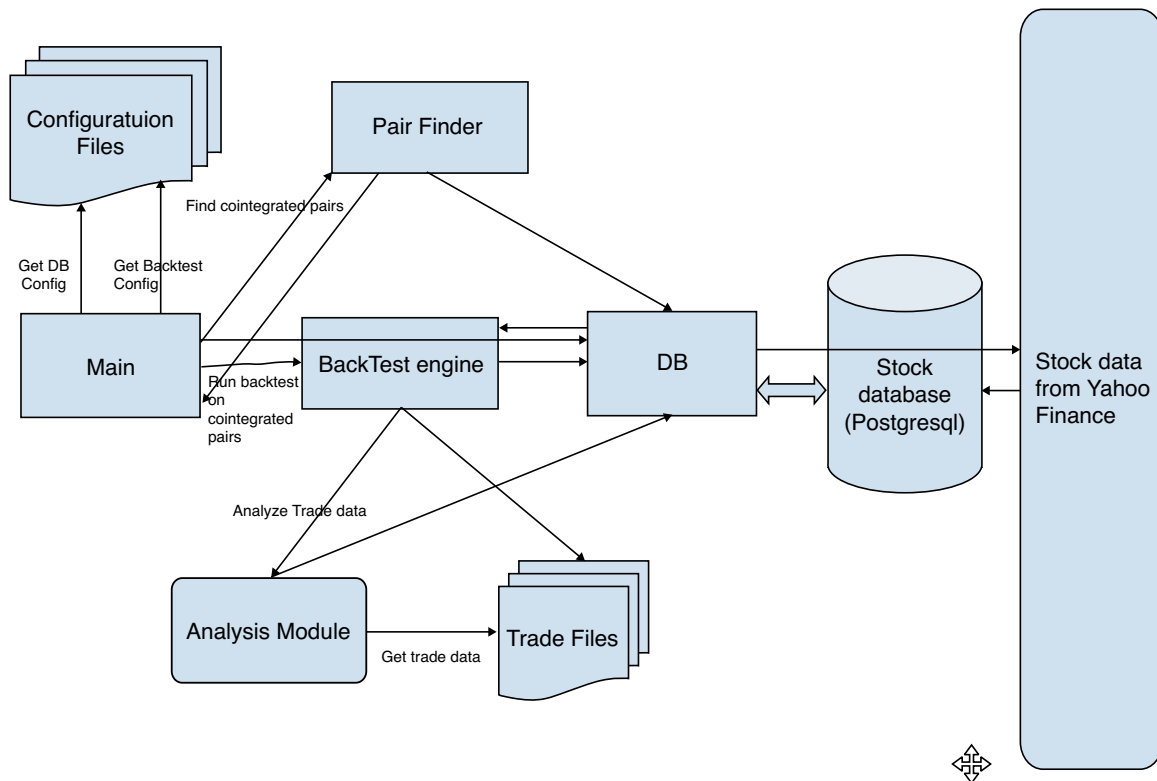 Configuratuion
Files
Pair Finder
Find cointegrated pairs
Get DB
Config
Get Backtest
Config
Main
BackTest engine
DB
Stock
database
(Postgresql)
Stock data
from Yahoo
Finance
Run backtest
on
cointegrated
pairs
Analyze Trade data
Analysis Module
Get trade data
Trade Files